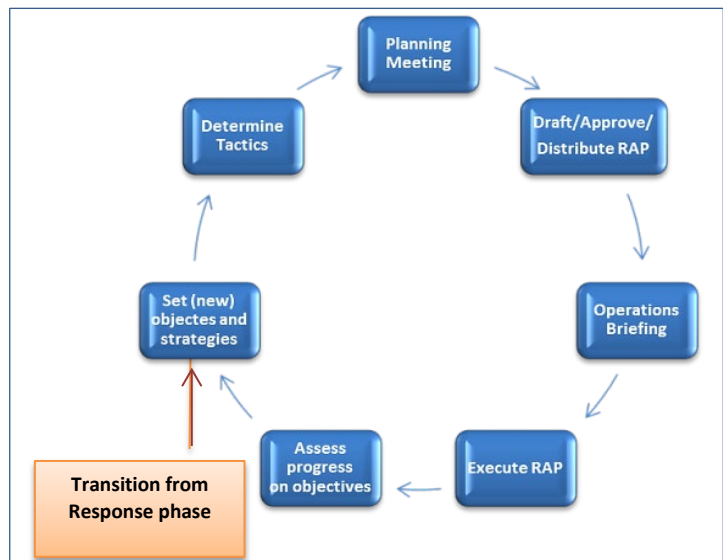 Planning
Meeting
Draft/Approve/
Distribute RAP
Operations
Briefing
Execute RAP
Assess
progress
on objectives
Set (new)
objectes and
strategies
Determine
Tactics
Transition from
Response phase